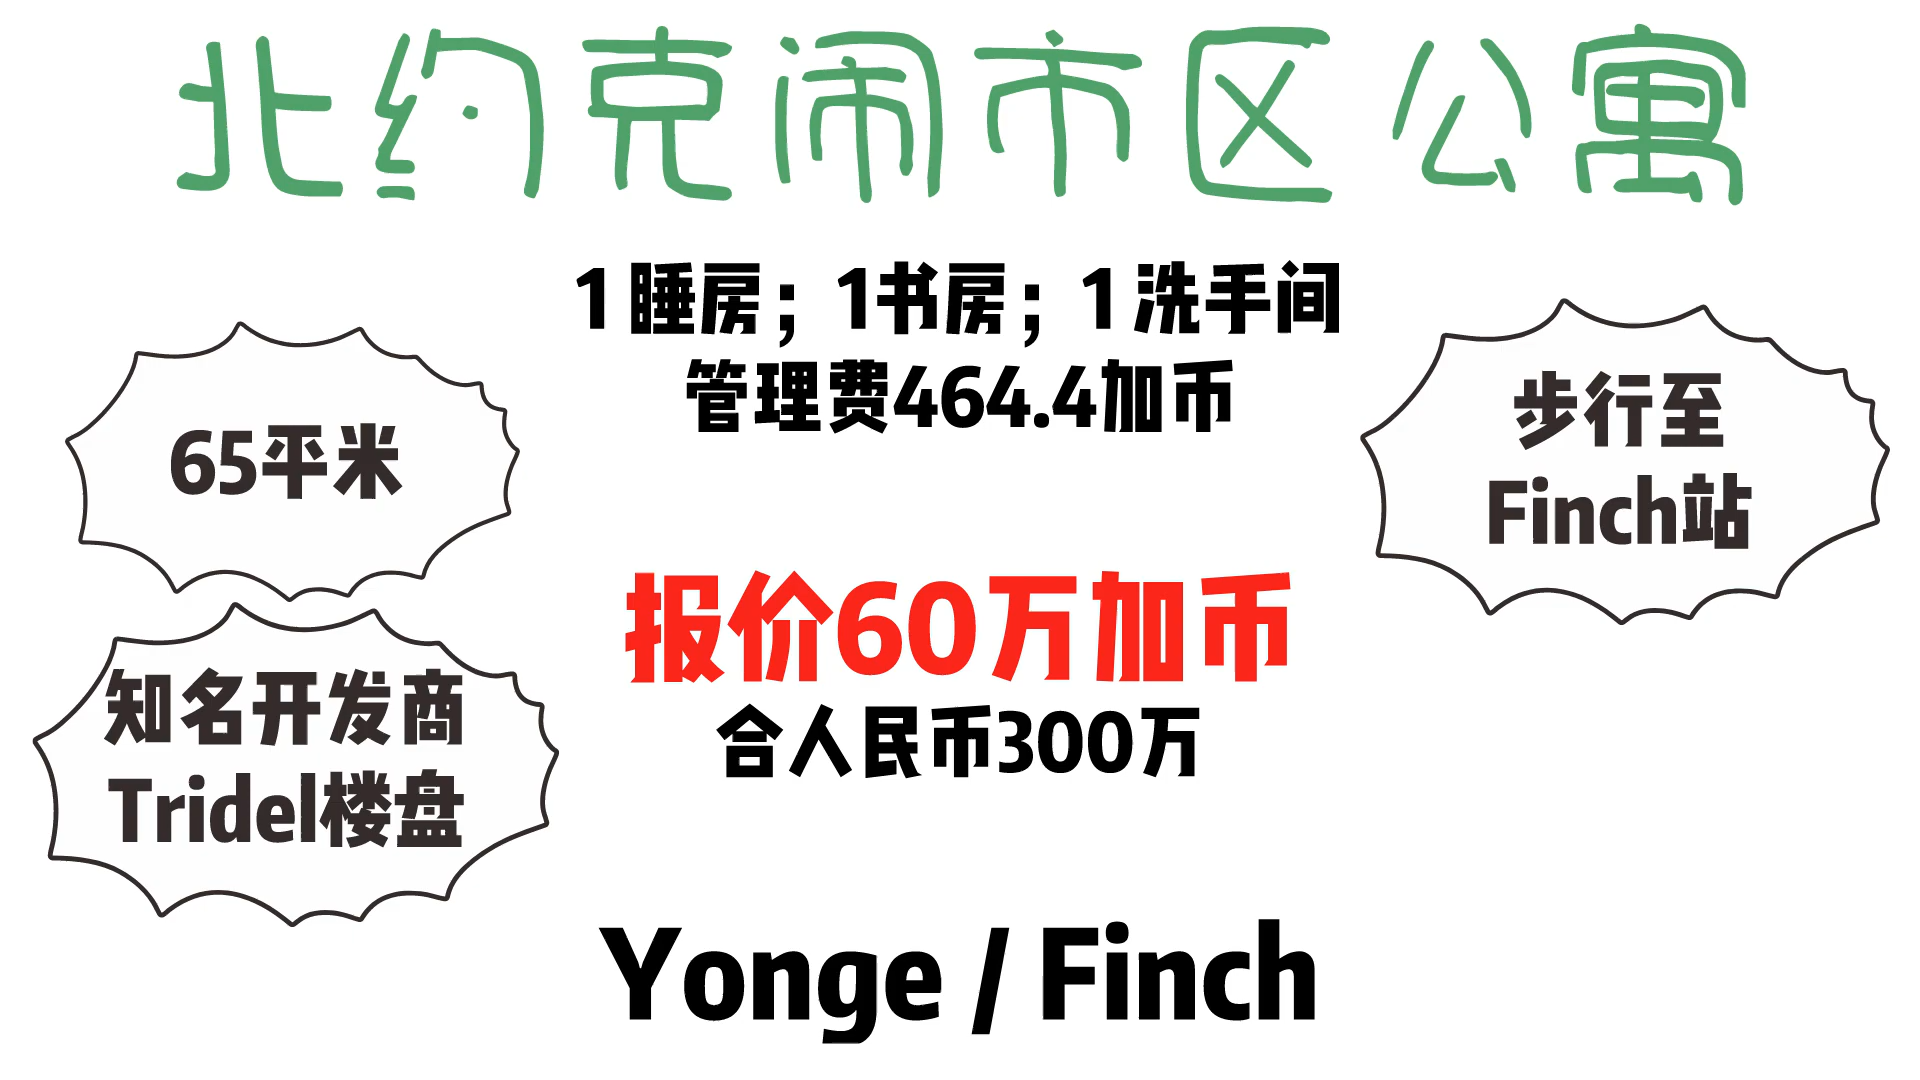 北约克闹市区公寓
1睡房；1书房；1洗手间
管理费464.4加币
65平米
步行至
Finch站
报价60万加币
合人民币300万
知名开发商
Tridel楼盘
Yonge / Finch